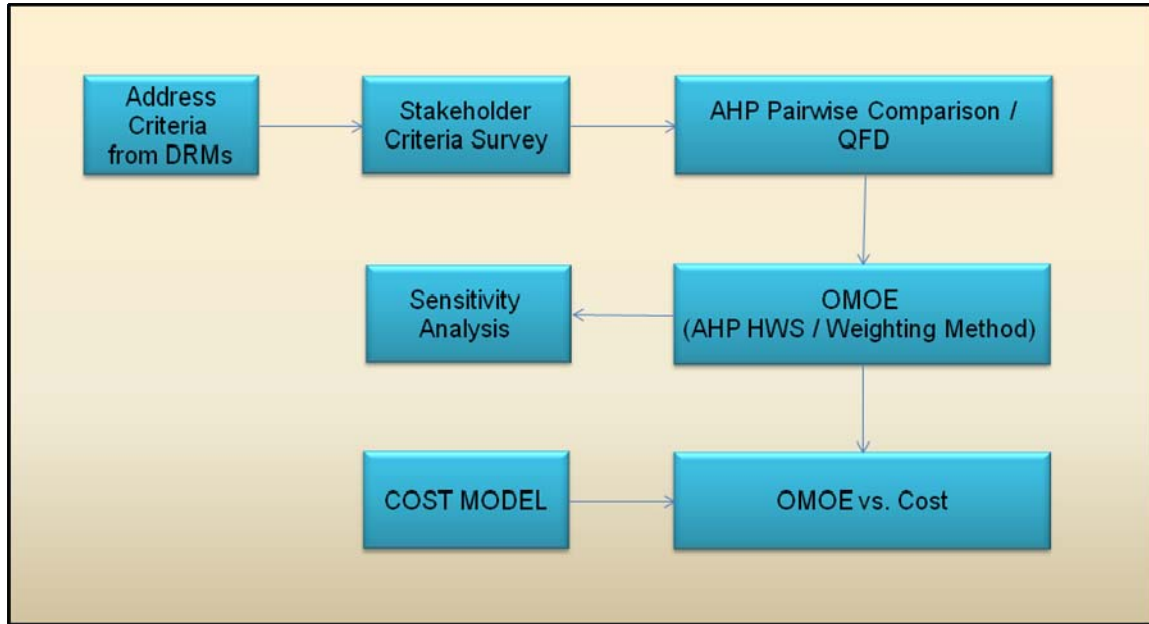 Address
Criteria
from DRMs
Stakeholder
Criteria Survey
AHP Pairwise Comparison /
QFD
Sensitivity
Analysis
OMOE
(AHP HWS / Weighting Method)
COST MODEL
OMOE vs. Cost